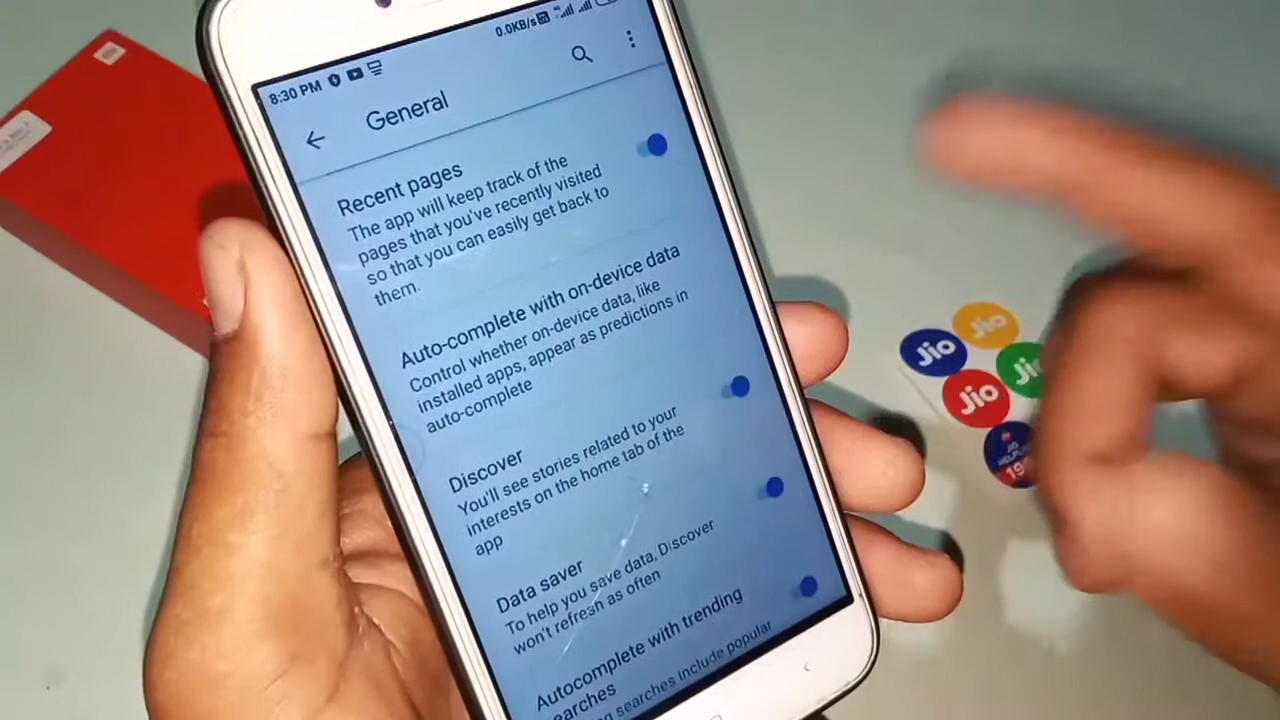 0.0KB/s
8:30 PM
General
Recent pages
The app will keep track of the
pages that you've recently visited
so that you can easily get back to
them.
Auto-complete with on-device data
Control whether on-device data, like
installed apps, appear as predictions in
auto-complete
Discover
You'll see stories related to your
interests on the home tab of the
app
Data saver
To help you save data, Discover
won't refresh as often
Autocomplete with trending
searches
searches include popular
Jio
Jio
Jio
Jio
JIO